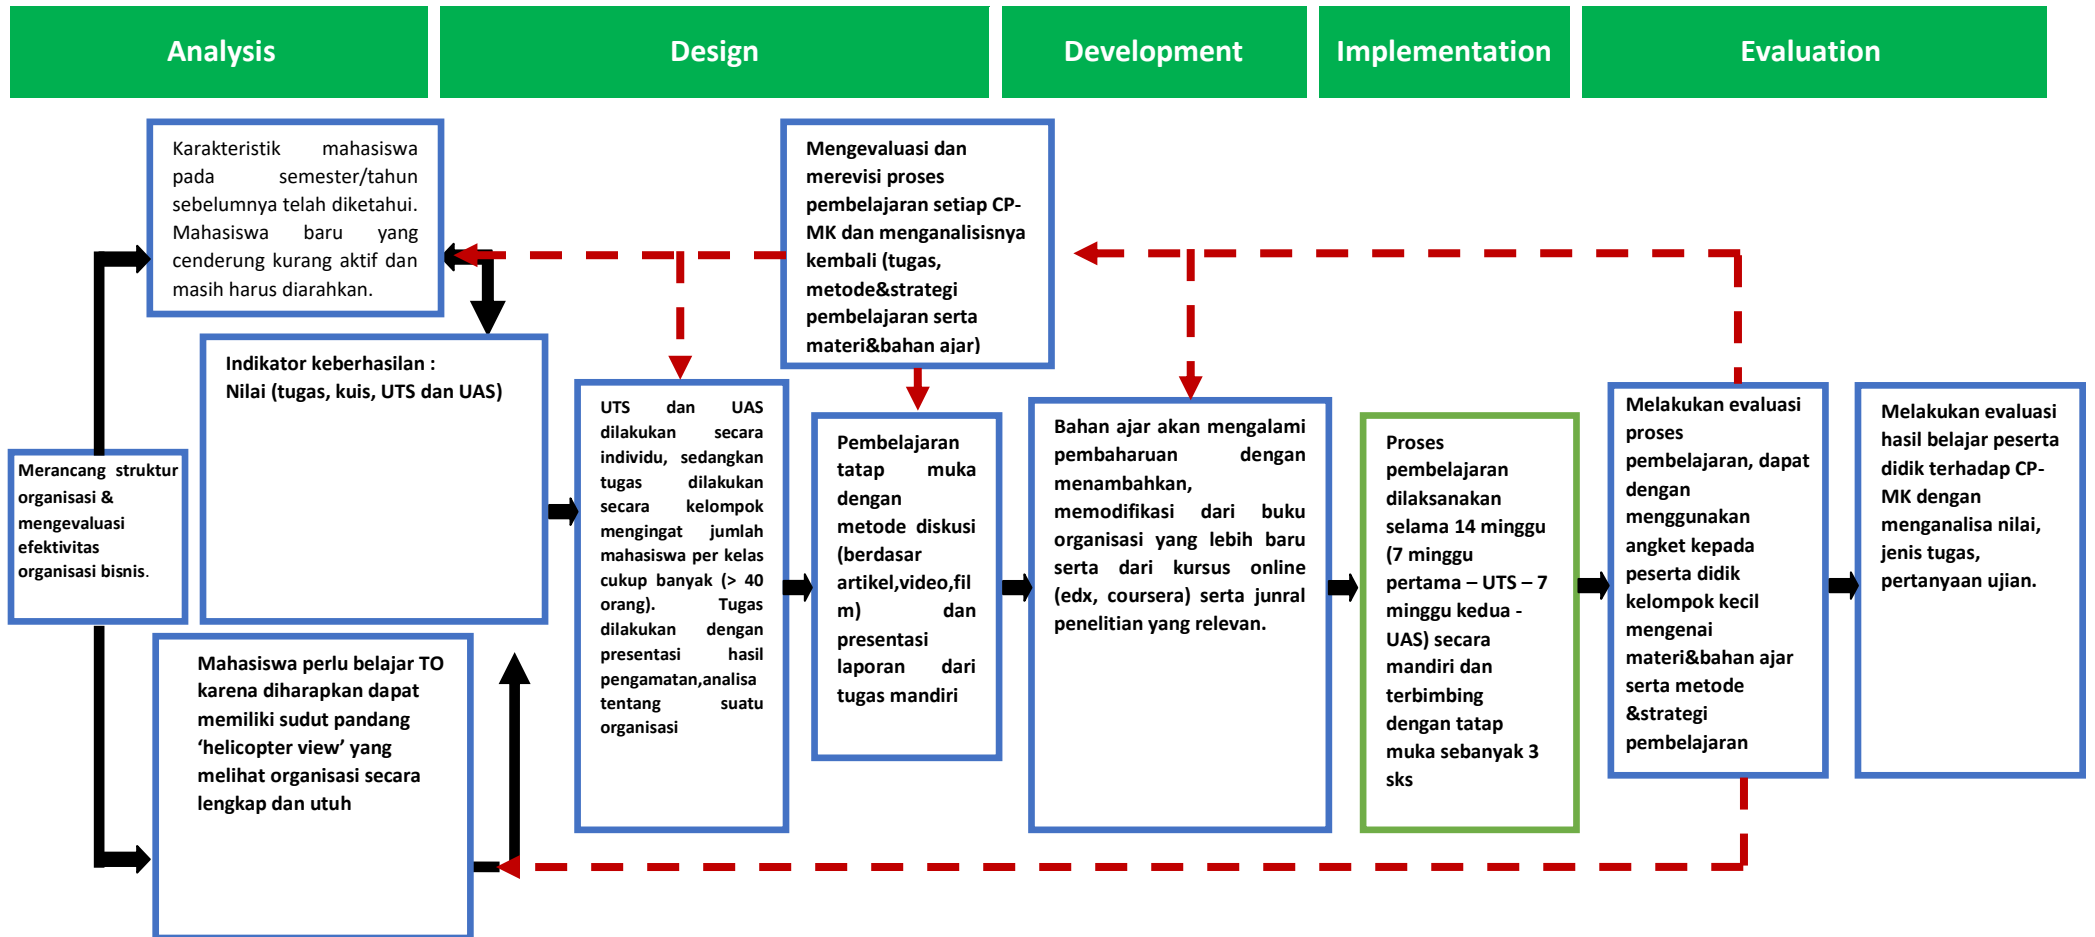 Analysis
Design
Development
Implementation
Evaluation
Karakteristik mahasiswa
pada semester/tahun
sebelumnya telah diketahui.
Mahasiswa baru yang
cenderung kurang aktif dan
masih harus diarahkan.
Mengevaluasi dan
merevisi proses
pembelajaran setiap CP-
MK dan menganalisisnya
kembali (tugas,
metode&strategi
pembelajaran serta
materi&bahan ajar)
Indikator keberhasilan :
Nilai (tugas, kuis, UTS dan UAS)
Merancang struktur
organisasi &
mengevaluasi
efektivitas
organisasi bisnis.
Mahasiswa perlu belajar TO
karena diharapkan dapat
memiliki sudut pandang
‘helicopter view’ yang
melihat organisasi secara
lengkap dan utuh
UTS dan UAS
dilakukan secara
individu, sedangkan
tugas dilakukan
secara kelompok
mengingat jumlah
mahasiswa per kelas
cukup banyak (> 40
orang). Tugas
dilakukan dengan
presentasi hasil
pengamatan,analisa
tentang suatu
organisasi
Pembelajaran
tatap muka
dengan
metode diskusi
(berdasar
artikel,video,fil
m) dan
presentasi
laporan dari
tugas mandiri
Bahan ajar akan mengalami
pembaharuan dengan
menambahkan,
memodifikasi dari buku
organisasi yang lebih baru
serta dari kursus online
(edx, coursera) serta junral
penelitian yang relevan.
Proses
pembelajaran
dilaksanakan
selama 14 minggu
(7 minggu
pertama – UTS – 7
minggu kedua -
UAS) secara
mandiri dan
terbimbing
dengan tatap
muka sebanyak 3
sks
Melakukan evaluasi
proses
pembelajaran, dapat
dengan
menggunakan
angket kepada
peserta didik
kelompok kecil
mengenai
materi&bahan ajar
serta metode
&strategi
pembelajaran
Melakukan evaluasi
hasil belajar peserta
didik terhadap CP-
MK dengan
menganalisa nilai,
jenis tugas,
pertanyaan ujian.